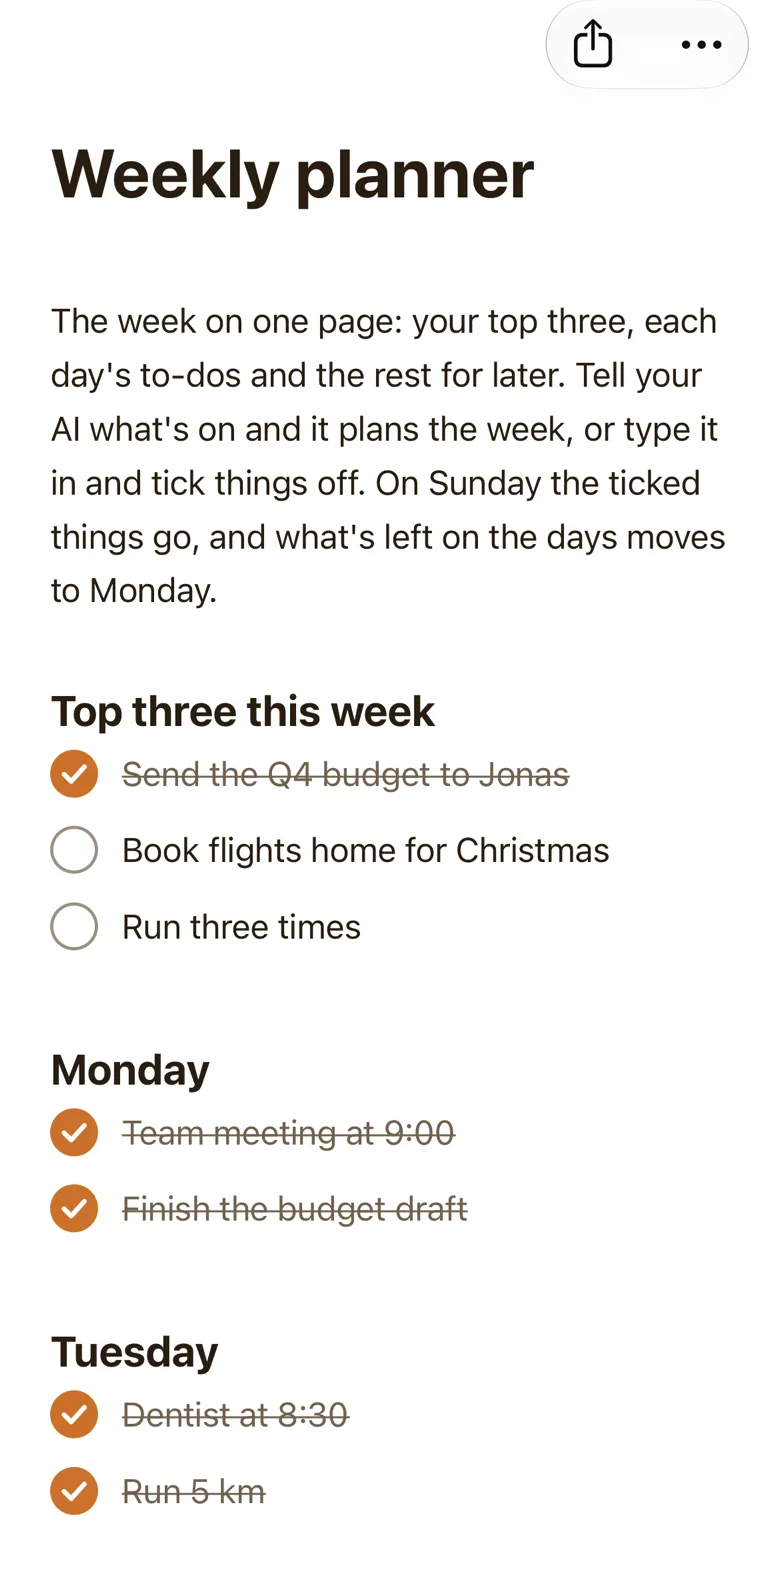 Weekly planner
The week on one page: your top three, each
day's to-dos and the rest for later. Tell your
AI what's on and it plans the week, or type it
in and tick things off. On Sunday the ticked
things go, and what's left on the days moves
to Monday.
Top three this week
Send the Q4 budget to Jonas
Book flights home for Christmas
Run three times
Monday
Team meeting at 9:00
Finish the budget draft
Tuesday
Dentist at 8:30
Run 5 km